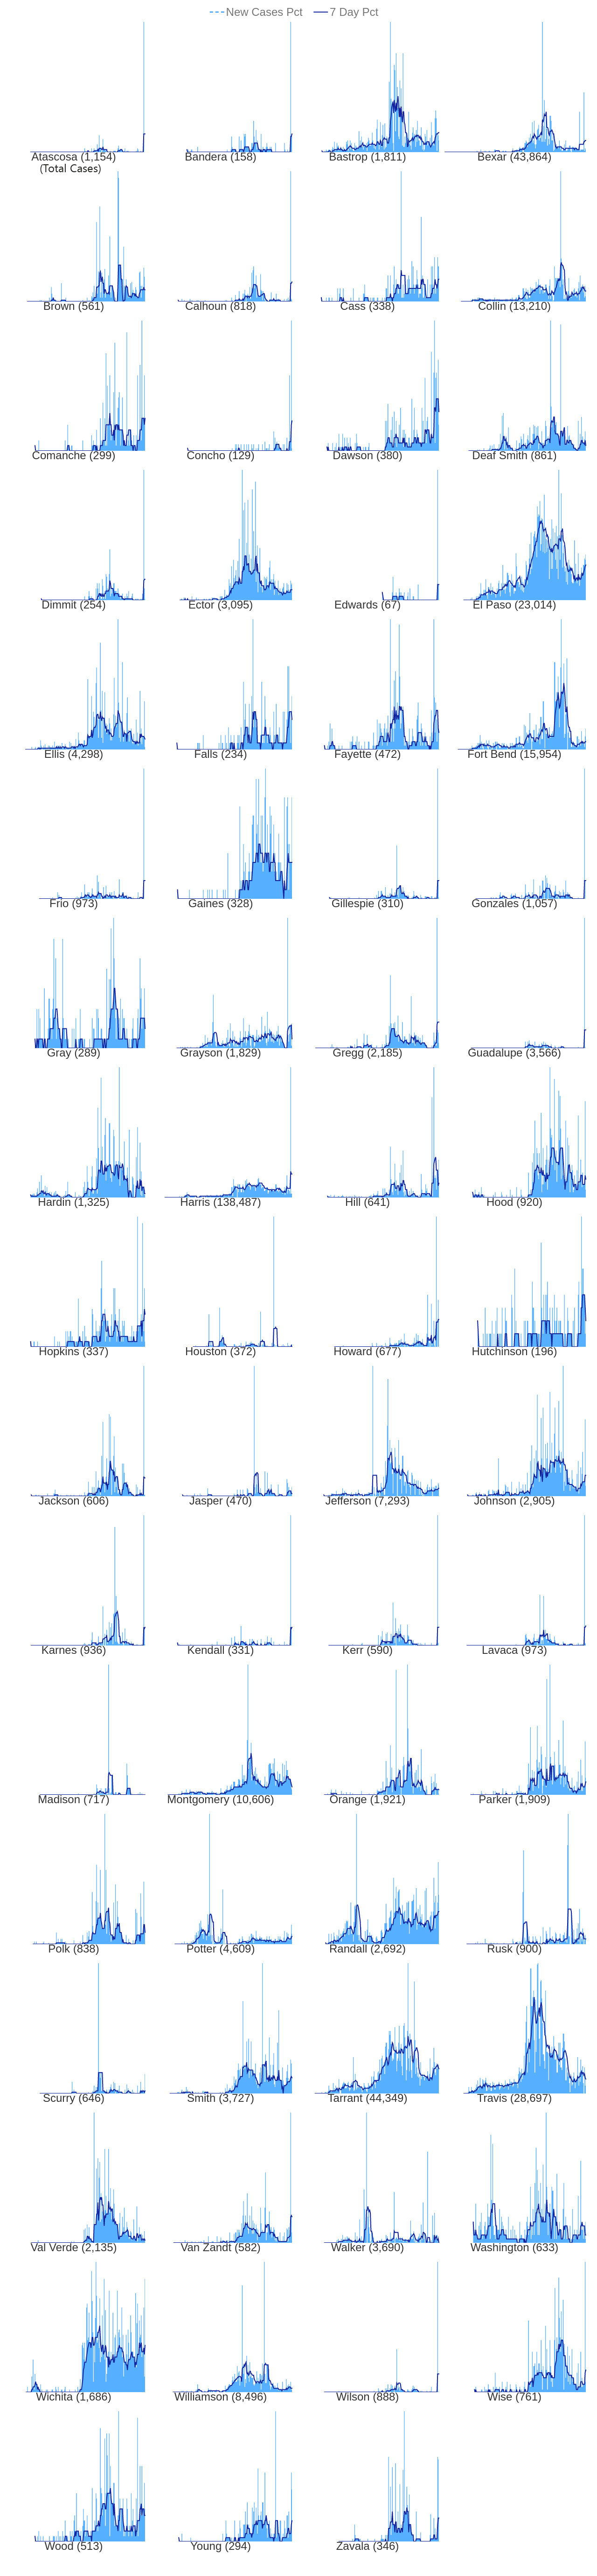 New Cases Pct 7 Day Pct
Atascosa (1,154) Bandera (158) Bastrop (1,811) Bexar (43,864)
(Total Cases)
Brown (561) Calhoun (818) Cass (338) Collin (13,210)
Comanche (299) Concho (129) Dawson (380) Deaf Smith (861)
Dimmit (254) Ector (3,095) Edwards (67) El Paso (23,014)
Ellis (4,298) Falls (234) Fayette (472) Fort Bend (15,954)
Frio (973) Gaines (328) Gillespie (310) Gonzales (1,057)
Gray (289) Grayson (1,829) Gregg (2,185) Guadalupe (3,566)
Hardin (1,325) Harris (138,487) Hill (641) Hood (920)
Hopkins (337) Houston (372) Howard (677) Hutchinson (196)
Jackson (606) Jasper (470) Jefferson (7,293) Johnson (2,905)
Karnes (936) Kendall (331) Kerr (590) Lavaca (973)
Madison (717) Montgomery (10,606) Orange (1,921) Parker (1,909)
Polk (838) Potter (4,609) Randall (2,692) Rusk (900)
Scurry (646) Smith (3,727) Tarrant (44,349) Travis (28,697)
Val Verde (2,135) Van Zandt (582) Walker (3,690) Washington (633)
Wichita (1,686) Williamson (8,496) Wilson (888) Wise (761)
Wood (513) Young (294) Zavala (346)